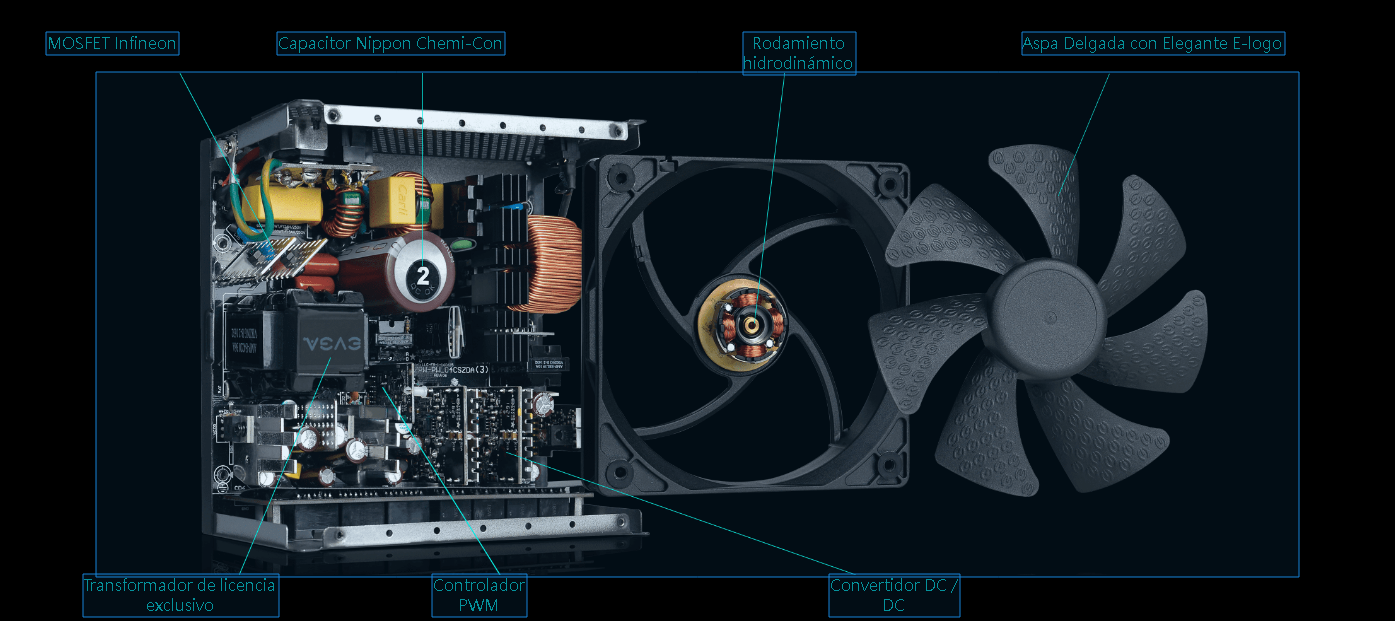 MOSFET Infineon
Capacitor Nippon Chemi-Con
Rodamiento
hidrodinámico
Aspa Delgada con Elegante E-logo
Carli
2
EVGA
Transformador de licencia
exclusivo
Controlador
PWM
Convertidor DC /
DC